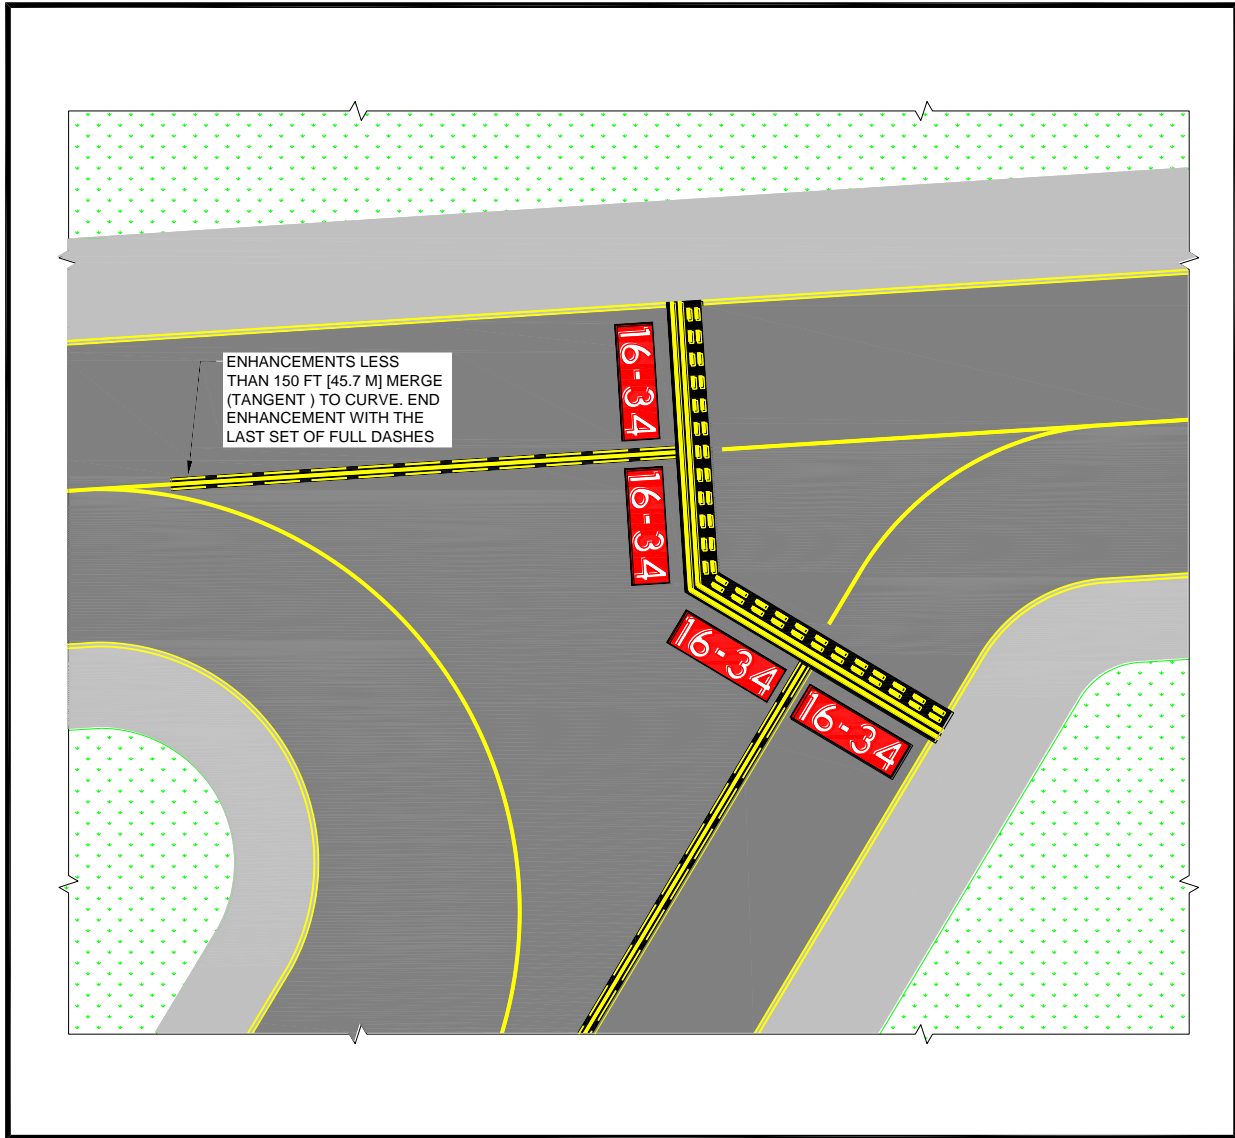 16-34
ENHANCEMENTS LESS
THAN 150 FT [45.7 M] MERGE
(TANGENT ) TO CURVE. END
ENHANCEMENT WITH THE
LAST SET OF FULL DASHES
16-34
16-34
16-34